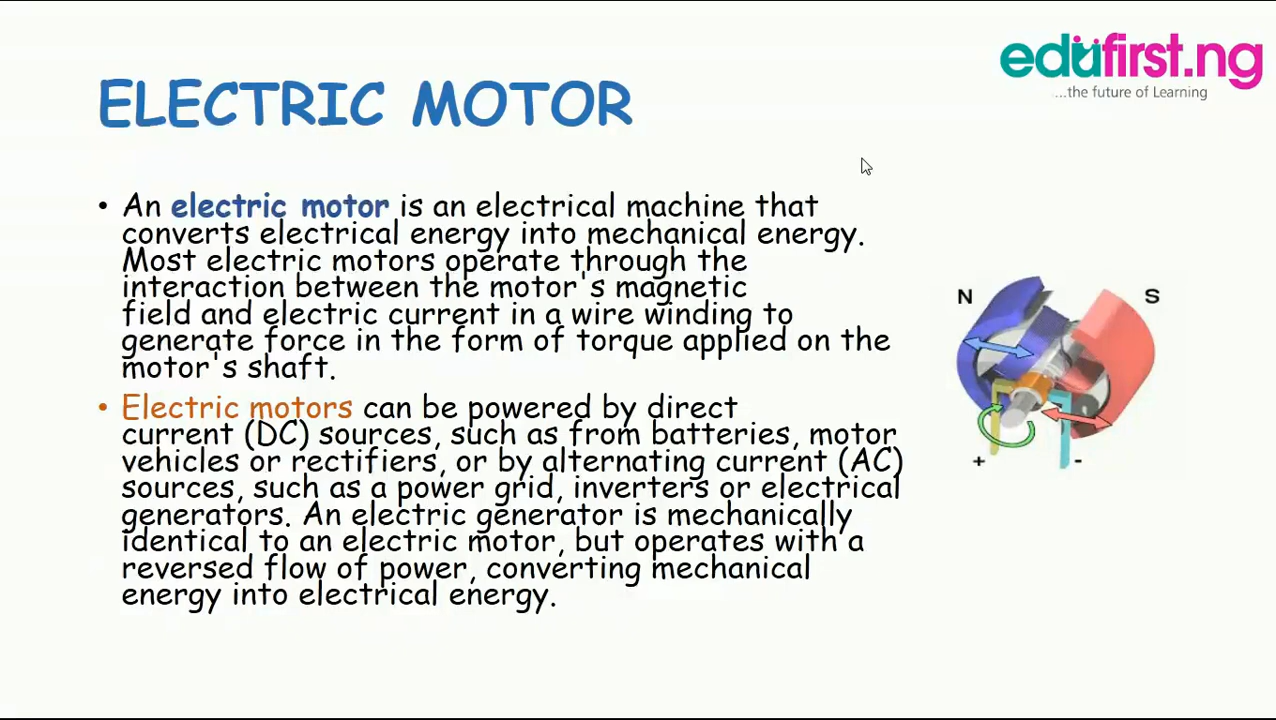 edufirst.ng
...the future of Learning
ELECTRIC MOTOR
• An electric motor is an electrical machine that
converts electrical energy into mechanical energy.
Most electric motors operate through the
interaction between the motor's magnetic
field and electric current in a wire winding to
generate force in the form of torque applied on the
motor's shaft.
• Electric motors can be powered by direct
current (DC) sources, such as from batteries, motor
vehicles or rectifiers, or by alternating current (AC)
sources, such as a power grid, inverters or electrical
generators. An electric generator is mechanically
identical to an electric motor, but operates with a
reversed flow of power, converting mechanical
energy into electrical energy.
N S
+ -